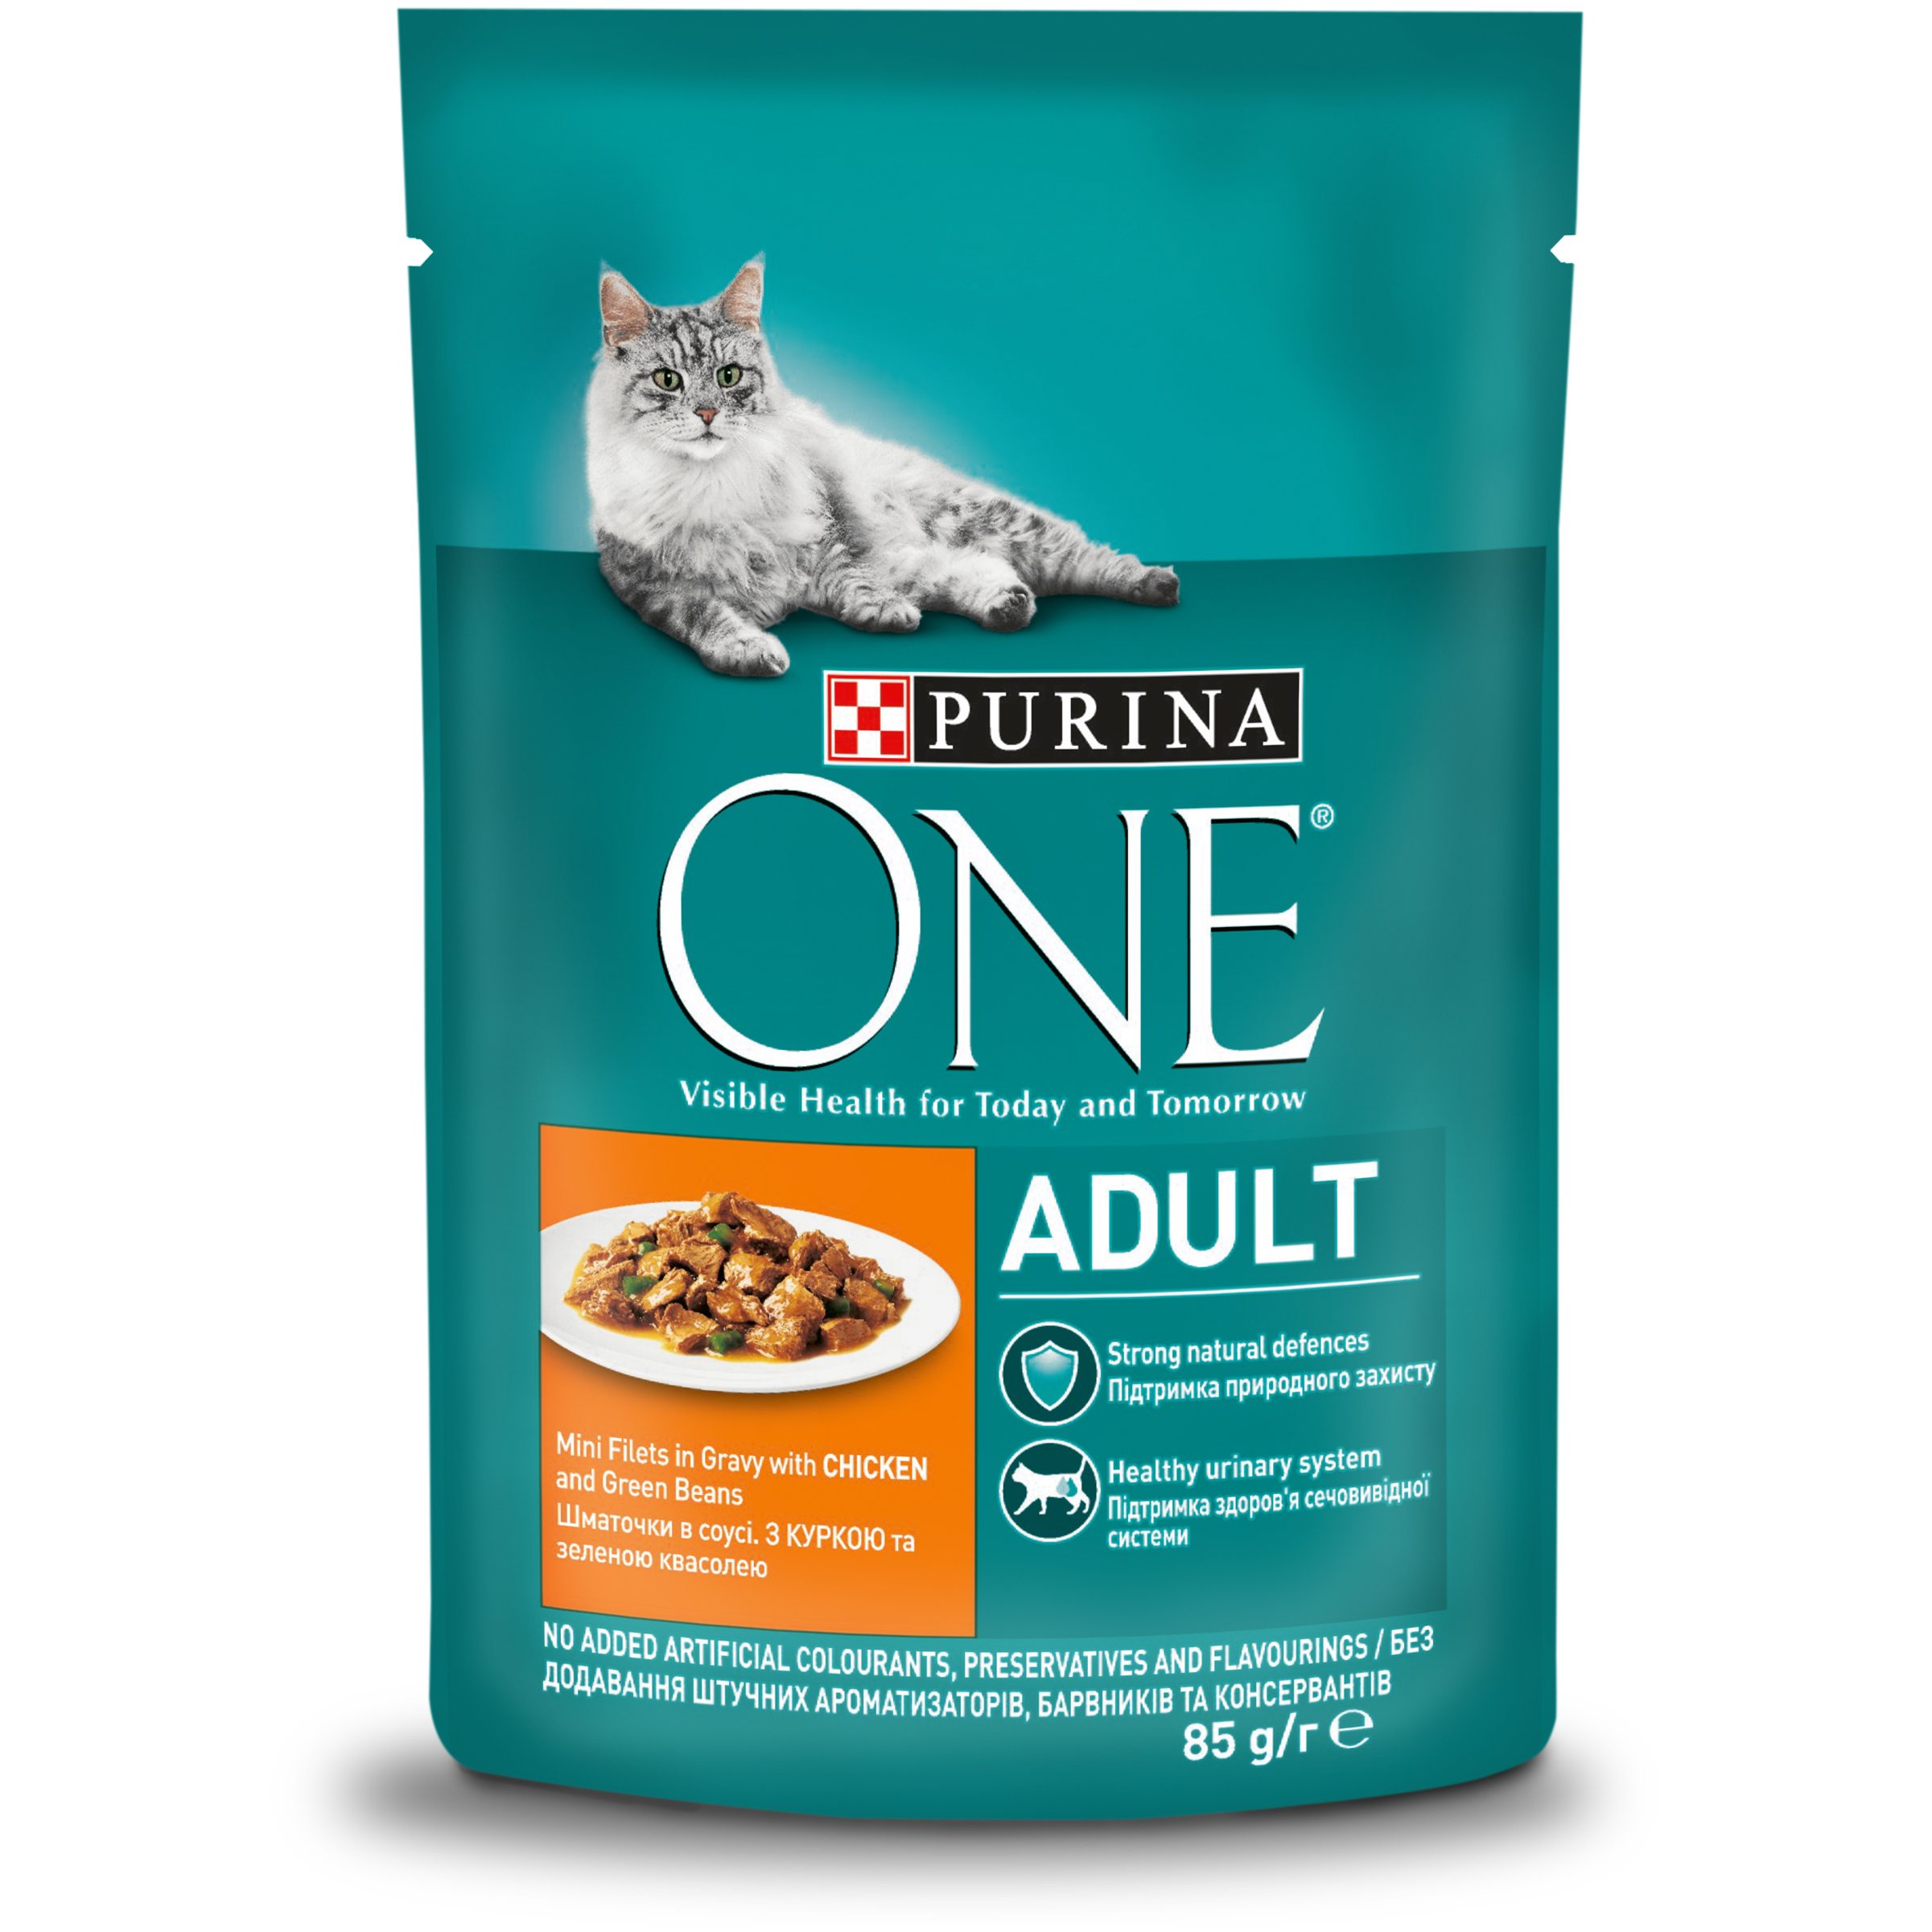 PURINA
ONE®
Visible Health for Today and Tomorrow
ADULT
Strong natural defences
Підтримка природного захисту
Healthy urinary system
Підтримка здоров'я сечовивідної
системи
Mini Filets in Gravy with CHICKEN
and Green Beans
Шматочки в соусі. З КУРКОЮ та
зеленою квасолею
NO ADDED ARTIFICIAL COLOURANTS, PRESERVATIVES AND FLAVOURINGS / БЕЗ
ДОДАВАННЯ ШТУЧНИХ АРОМАТИЗАТОРІВ, БАРВНИКІВ ТА КОНСЕРВАНТІВ
85 g/г ℮